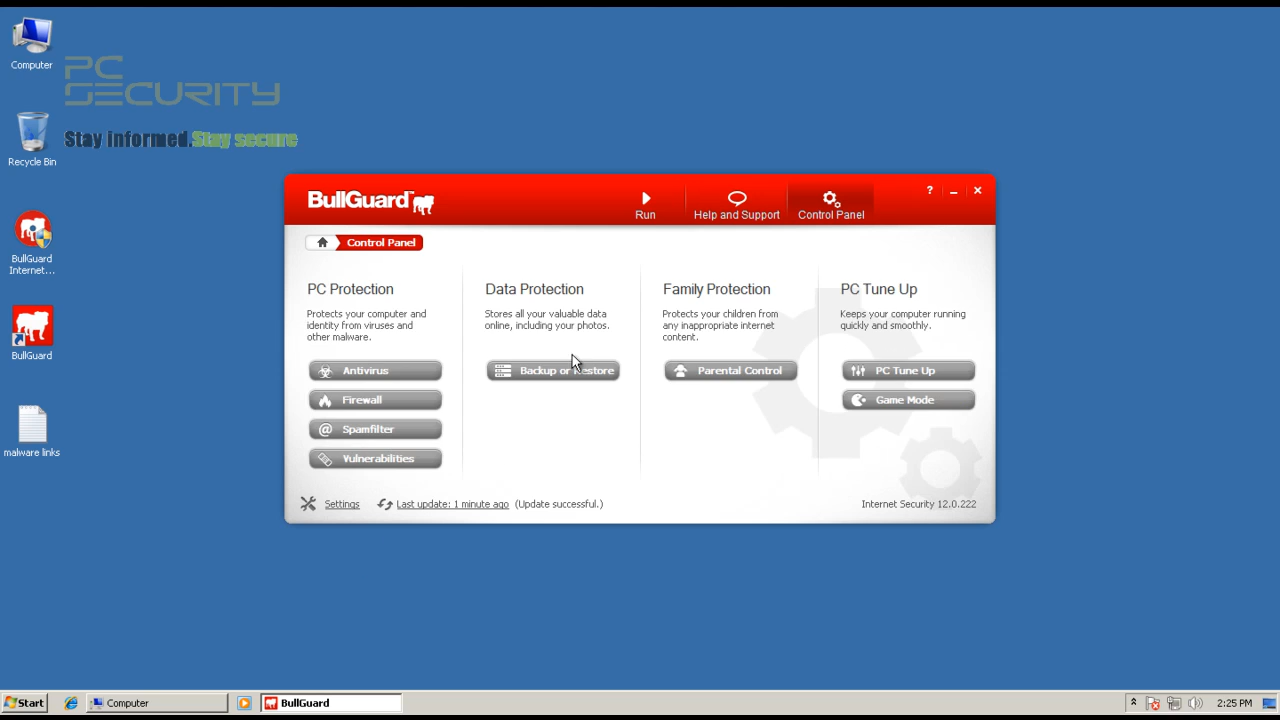 Computer
PC
SECURITY
Stay informed.Stay secure
Recycle Bin
BullGuard
Internet...
BullGuard
malware links
BullGuard™
Run
Help and Support
Control Panel
?
Control Panel
PC Protection
Protects your computer and
identity from viruses and
other malware.
Antivirus
Firewall
Spamfilter
Vulnerabilities
Data Protection
Stores all your valuable data
online, including your photos.
Backup or Restore
Family Protection
Protects your children from
any inappropriate internet
content.
Parental Control
PC Tune Up
Keeps your computer running
quickly and smoothly.
PC Tune Up
Game Mode
Settings
Last update: 1 minute ago (Update successful.)
Internet Security 12.0.222
Start
Computer
BullGuard
2:25 PM